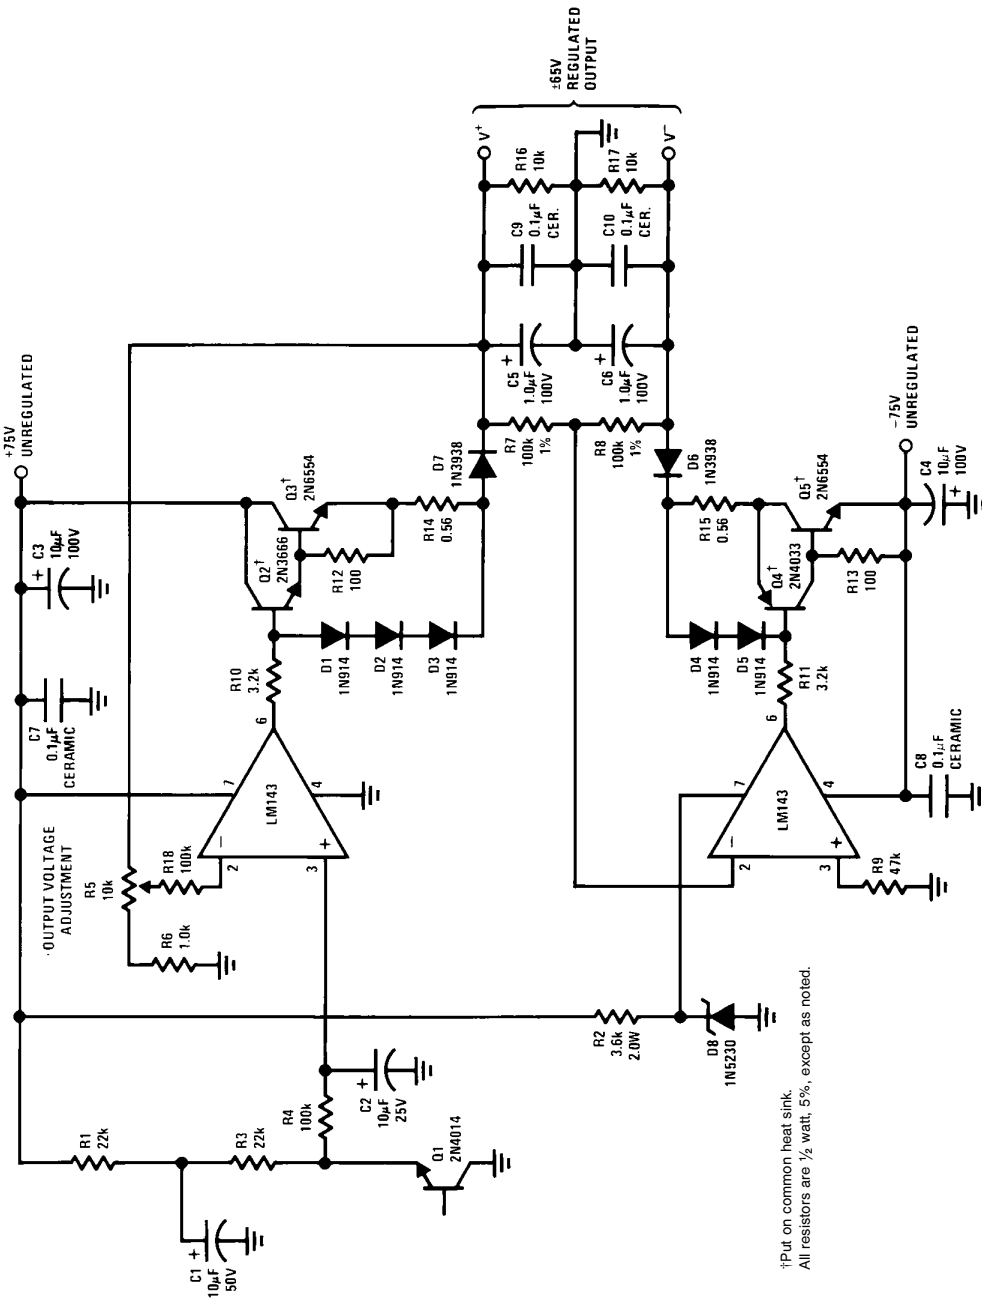 ±65V
REGULATED
OUTPUT
V+
V−
R16
10k
R17
10k
C9
0.1µF
CER.
C10
0.1µF
CER.
+
C5
1.0µF
100V
+
C6
1.0µF
100V
R7
100k
1%
R8
100k
1%
+75V
UNREGULATED
−75V
UNREGULATED
D7
1N3938
D6
1N3938
C3
+
10µF
100V
C4
10µF
100V
+
Q3†
2N6554
Q5†
2N6554
Q2†
2N3666
Q4†
2N4033
R14
0.56
R15
0.56
R12
100
R13
100
D1
1N914
D2
1N914
D3
1N914
D4
1N914
D5
1N914
R10
3.2k
R11
3.2k
C7
0.1µF
CERAMIC
C8
0.1µF
CERAMIC
6
7
4
LM143
−
+
2
3
6
7
4
LM143
−
+
2
3
OUTPUT VOLTAGE
ADJUSTMENT
R5
10k
R18
100k
R6
1.0k
R9
47k
R2
3.6k
2.0W
D8
1N5230
R4
100k
C2
+
10µF
25V
R1
22k
R3
22k
Q1
2N4014
C1
+
10µF
50V
†Put on common heat sink.
All resistors are ½ watt, 5%, except as noted.